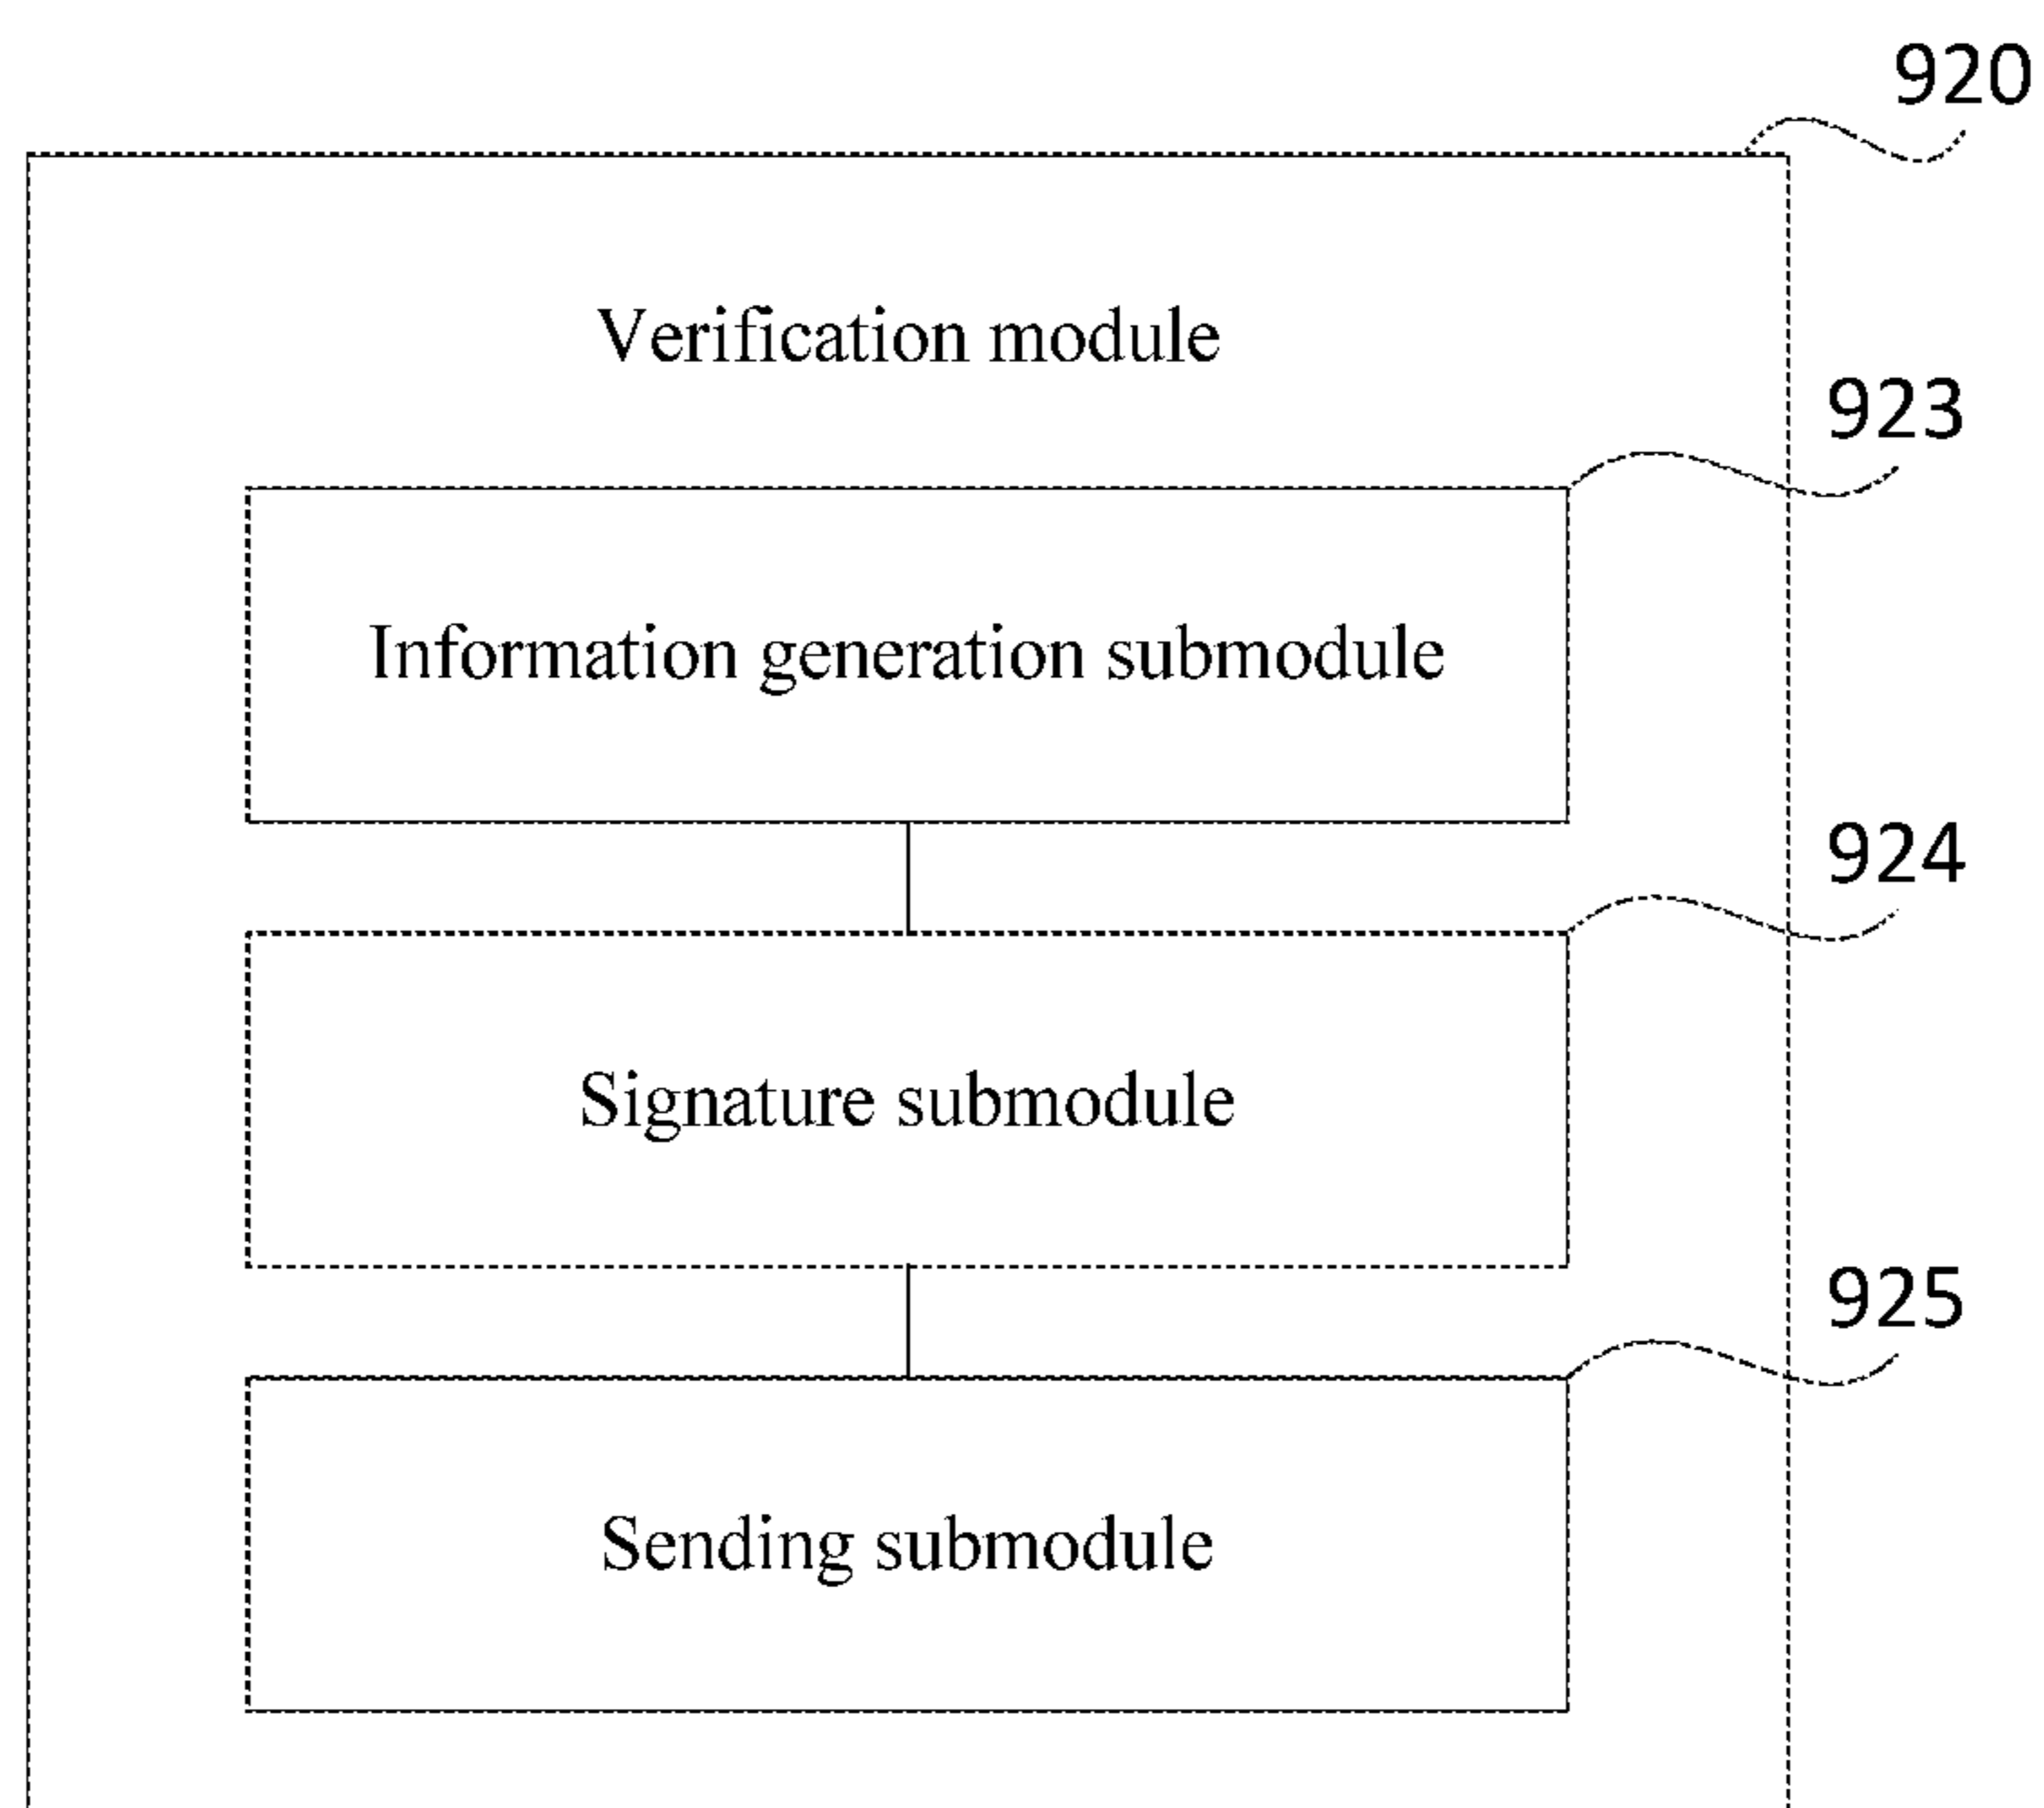 920
Verification module
923
Information generation submodule
924
Signature submodule
925
Sending submodule